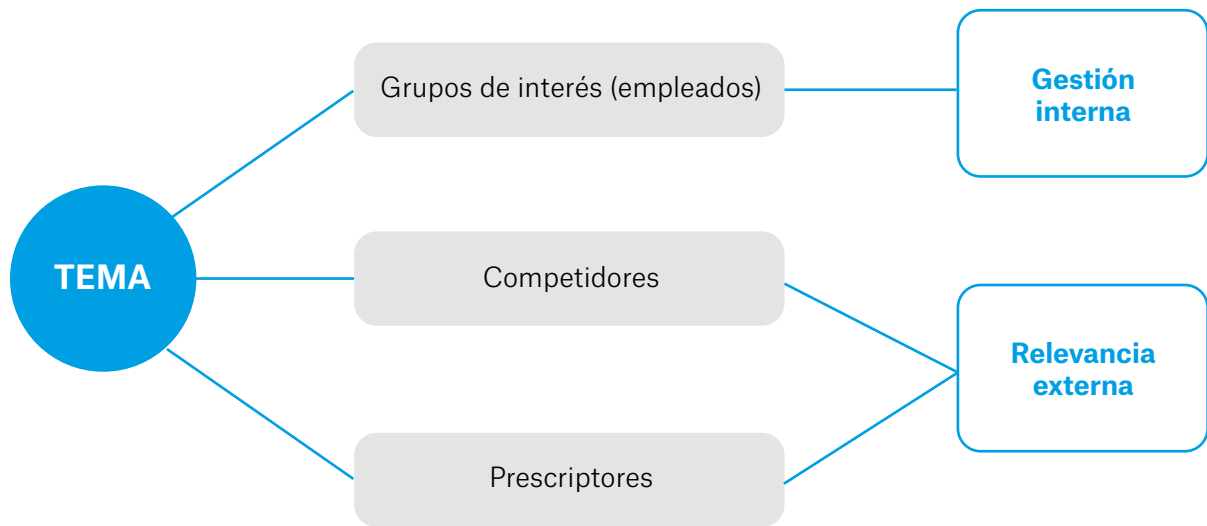 Grupos de interés (empleados)
Gestión
interna
TEMA
Competidores
Relevancia
externa
Prescriptores